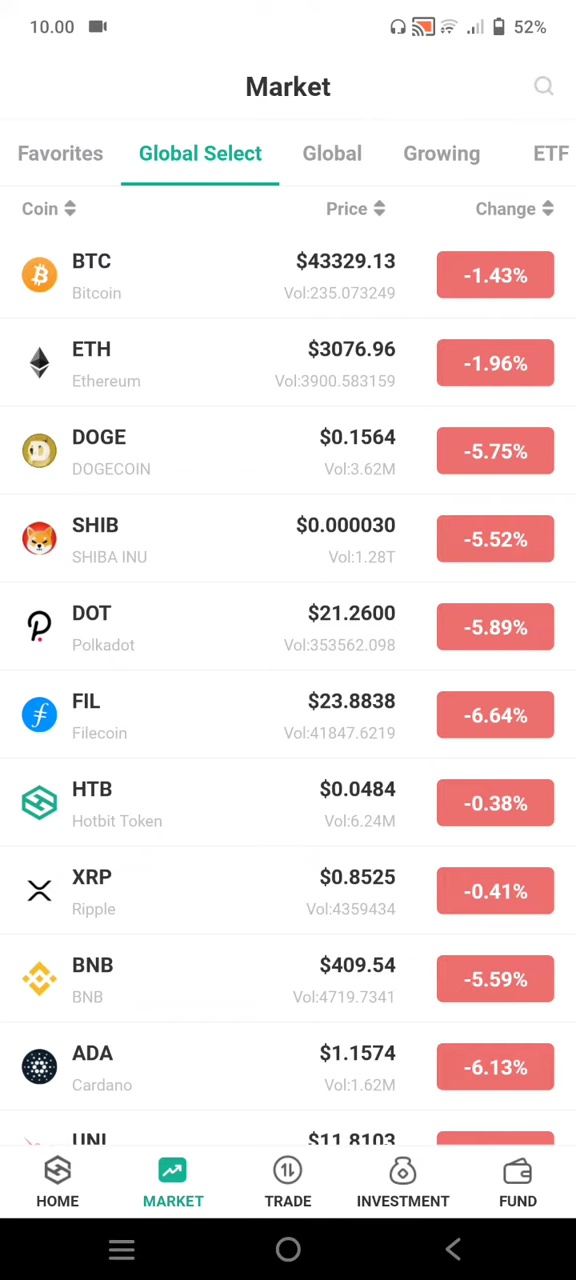 10.00 52%
Market
Favorites Global Select Global Growing ETF
Coin Price Change
BTC $43329.13 -1.43%
Bitcoin Vol:235.073249
ETH $3076.96 -1.96%
Ethereum Vol:3900.583159
DOGE $0.1564 -5.75%
DOGECOIN Vol:3.62M
SHIB $0.000030 -5.52%
SHIBA INU Vol:1.28T
DOT $21.2600 -5.89%
Polkadot Vol:353562.098
FIL $23.8838 -6.64%
Filecoin Vol:41847.6219
HTB $0.0484 -0.38%
Hotbit Token Vol:6.24M
XRP $0.8525 -0.41%
Ripple Vol:4359434
BNB $409.54 -5.59%
BNB Vol:4719.7341
ADA $1.1574 -6.13%
Cardano Vol:1.62M
UNI $11.8103
HOME MARKET TRADE INVESTMENT FUND